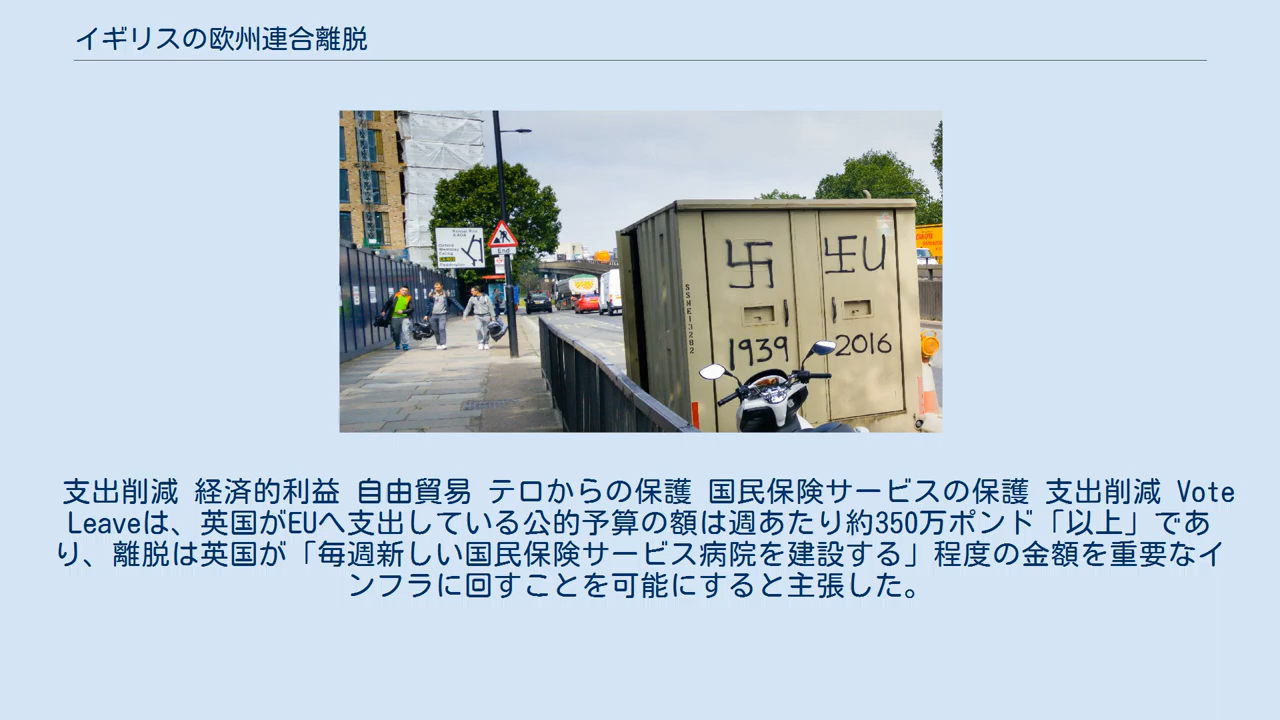 イギリスの欧州連合離脱
End
卐 卐EU
1939 2016
SSME13202
支出削減 経済的利益 自由貿易 テロからの保護 国民保険サービスの保護 支出削減 Vote
Leaveは、英国がEUへ支出している公的予算の額は週あたり約350万ポンド「以上」であ
り、離脱は英国が「毎週新しい国民保険サービス病院を建設する」程度の金額を重要なイ
ンフラに回すことを可能にすると主張した。